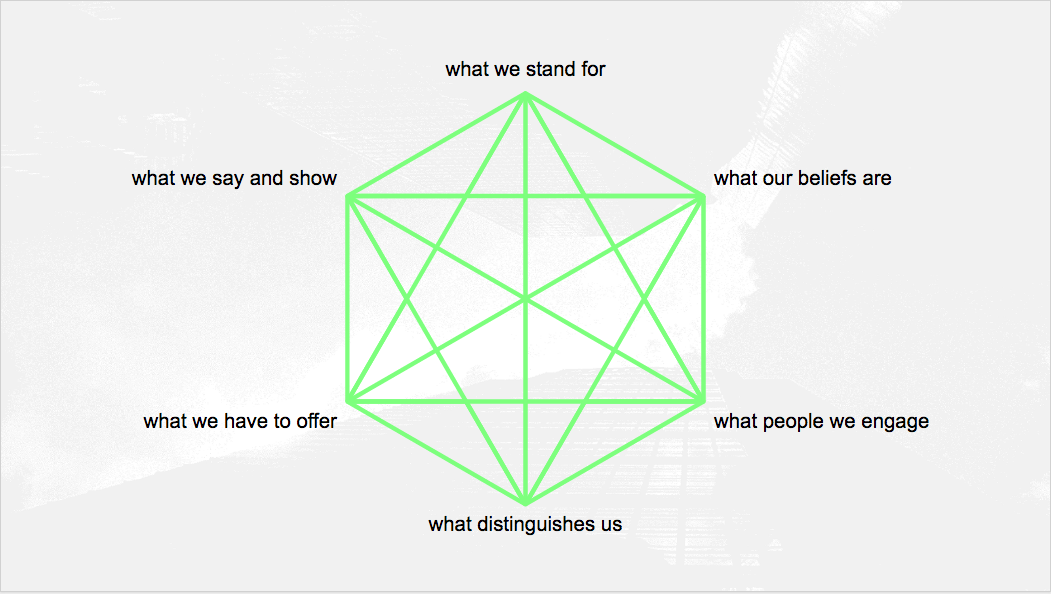 what we stand for
what we say and show
what our beliefs are
what we have to offer
what people we engage
what distinguishes us